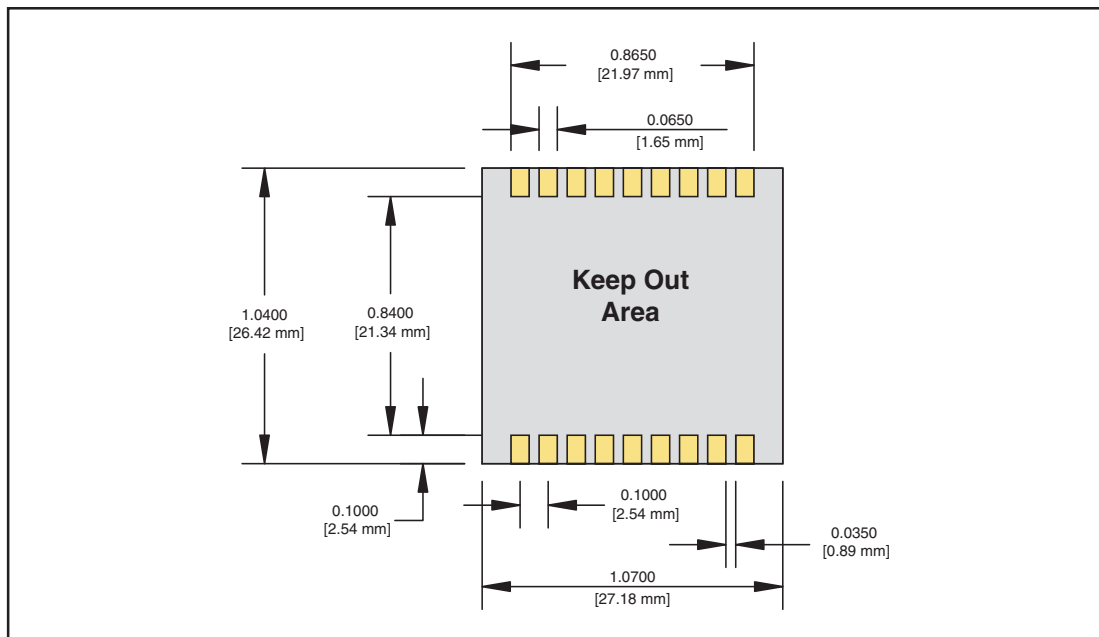 0.8650
[21.97 mm]
0.0650
[1.65 mm]
Keep Out
Area
1.0400
[26.42 mm]
0.8400
[21.34 mm]
0.1000
[2.54 mm]
0.1000
[2.54 mm]
0.0350
[0.89 mm]
1.0700
[27.18 mm]